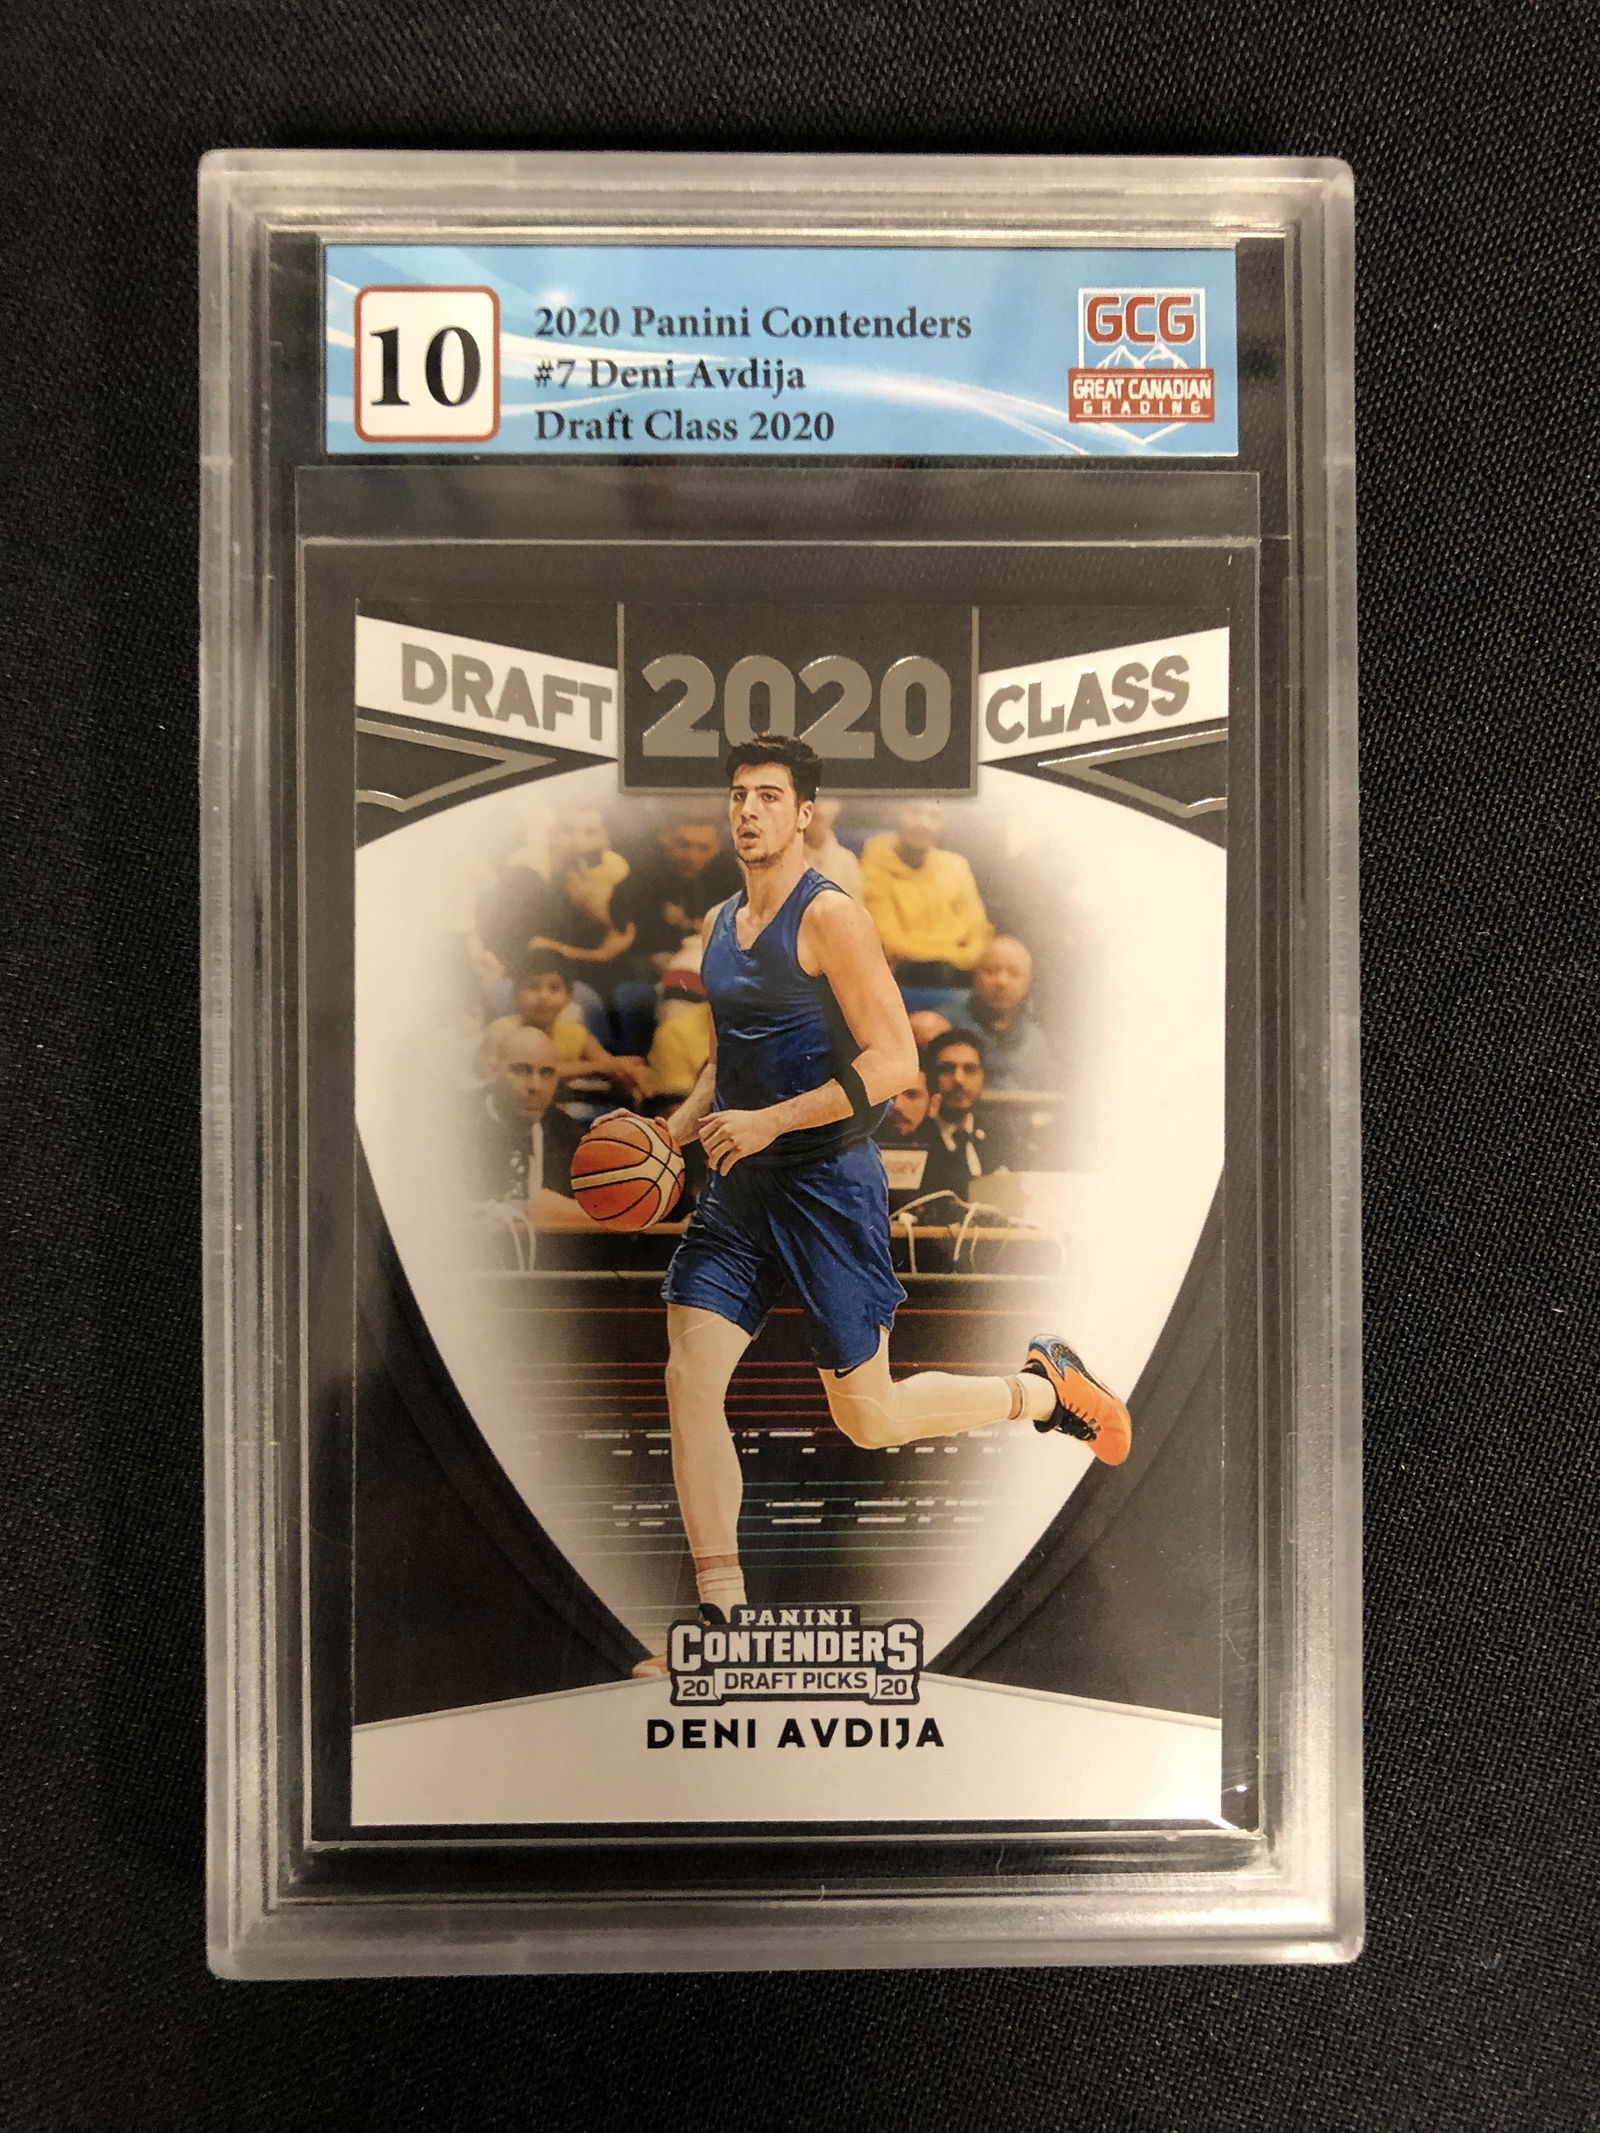 10
2020 Panini Contenders
#7 Deni Avdija
Draft Class 2020
GCG
GREAT CANADIAN
GRADING
DRAFT 2020 CLASS
PANINI
CONTENDERS
20 DRAFT PICKS 20
DENI AVDIJA